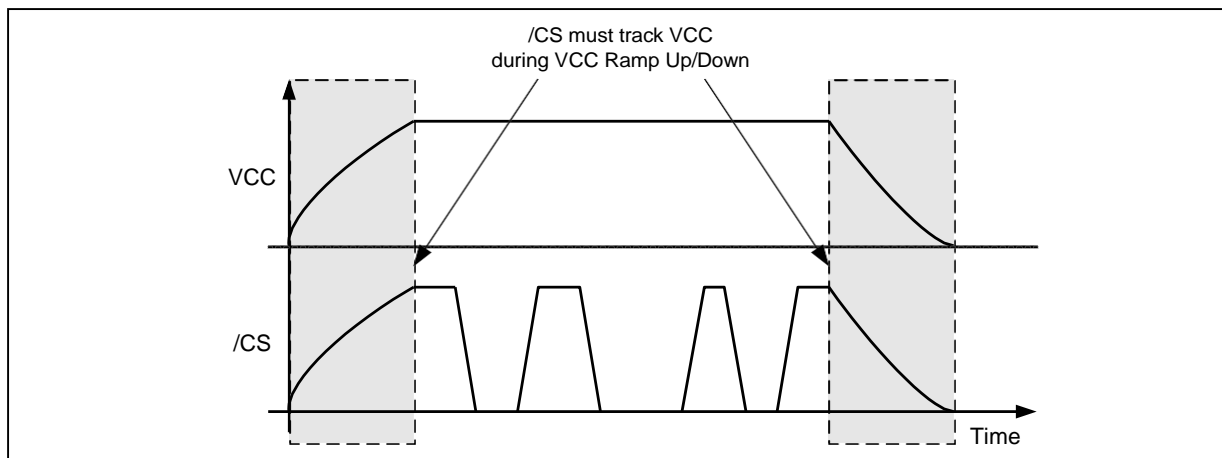 /CS must track VCC
during VCC Ramp Up/Down
VCC
/CS
Time